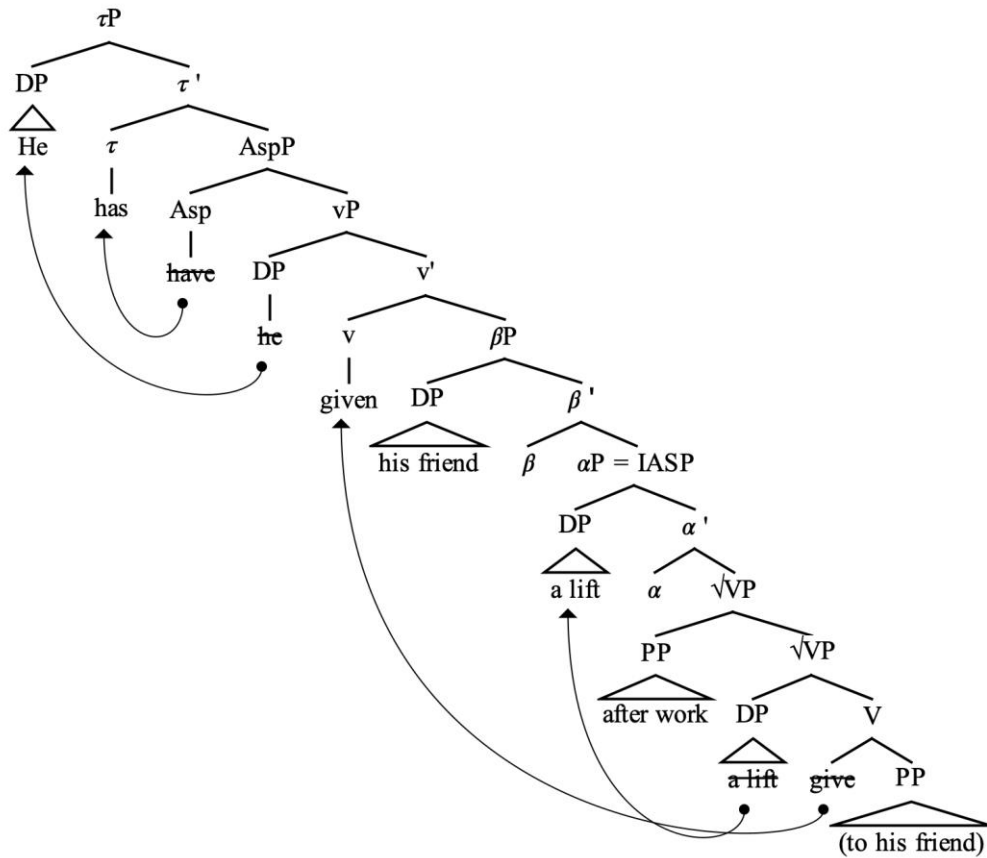 τP
DP τ '
He τ AspP
has Asp vP
have DP v'
he v βP
given DP β '
his friend β αP = IASP
DP α '
a lift α √VP
PP √VP
after work DP V
a lift give PP
(to his friend)